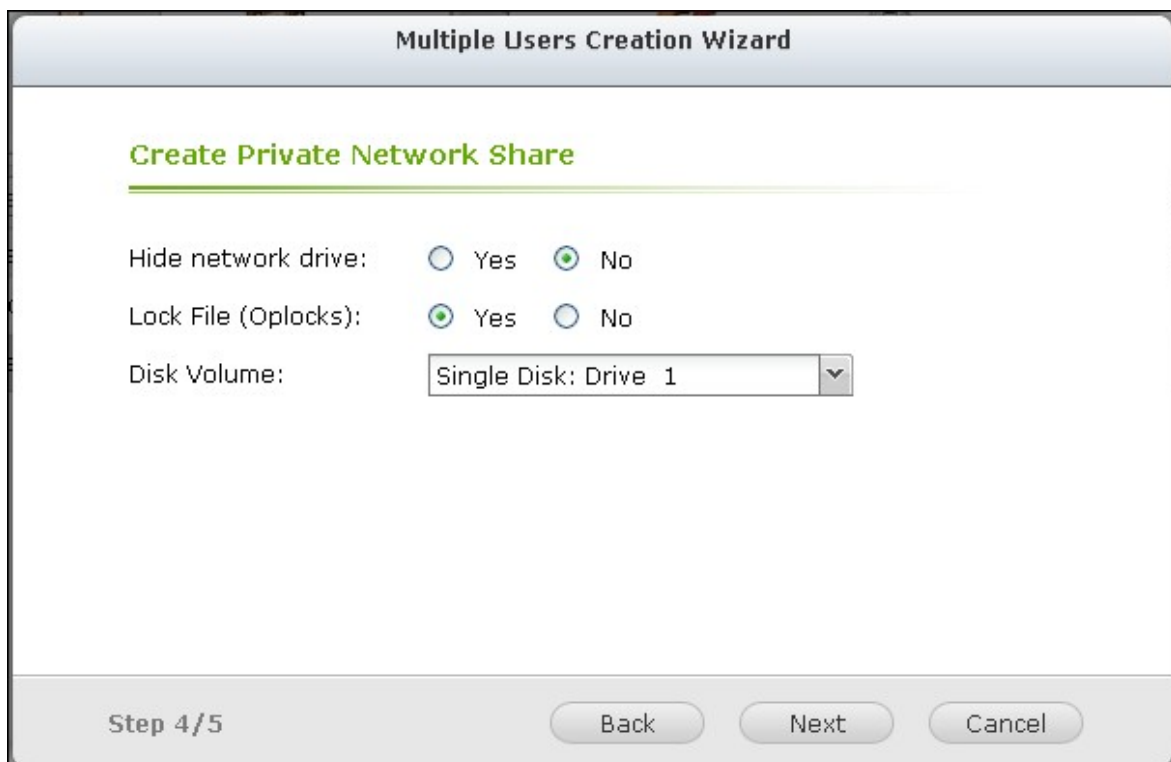 Multiple Users Creation Wizard
Create Private Network Share
Hide network drive: Yes No
Lock File (Oplocks): Yes No
Disk Volume: Single Disk: Drive 1
Step 4/5 Back Next Cancel